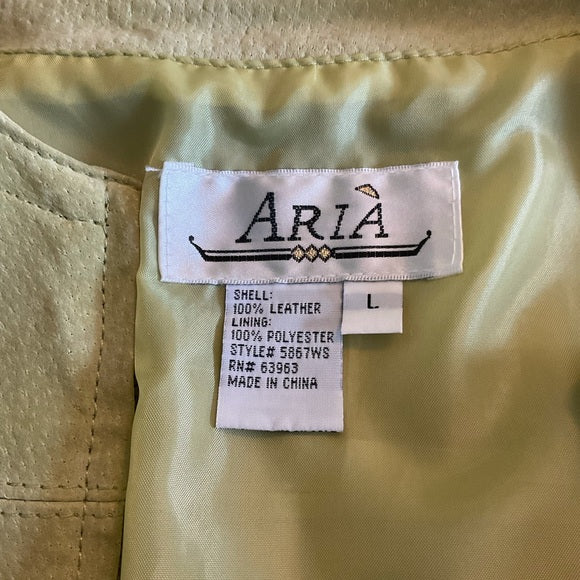 ARIÀ
L
SHELL:
100% LEATHER
LINING:
100% POLYESTER
STYLE# 5867WS
RN# 63963
MADE IN CHINA